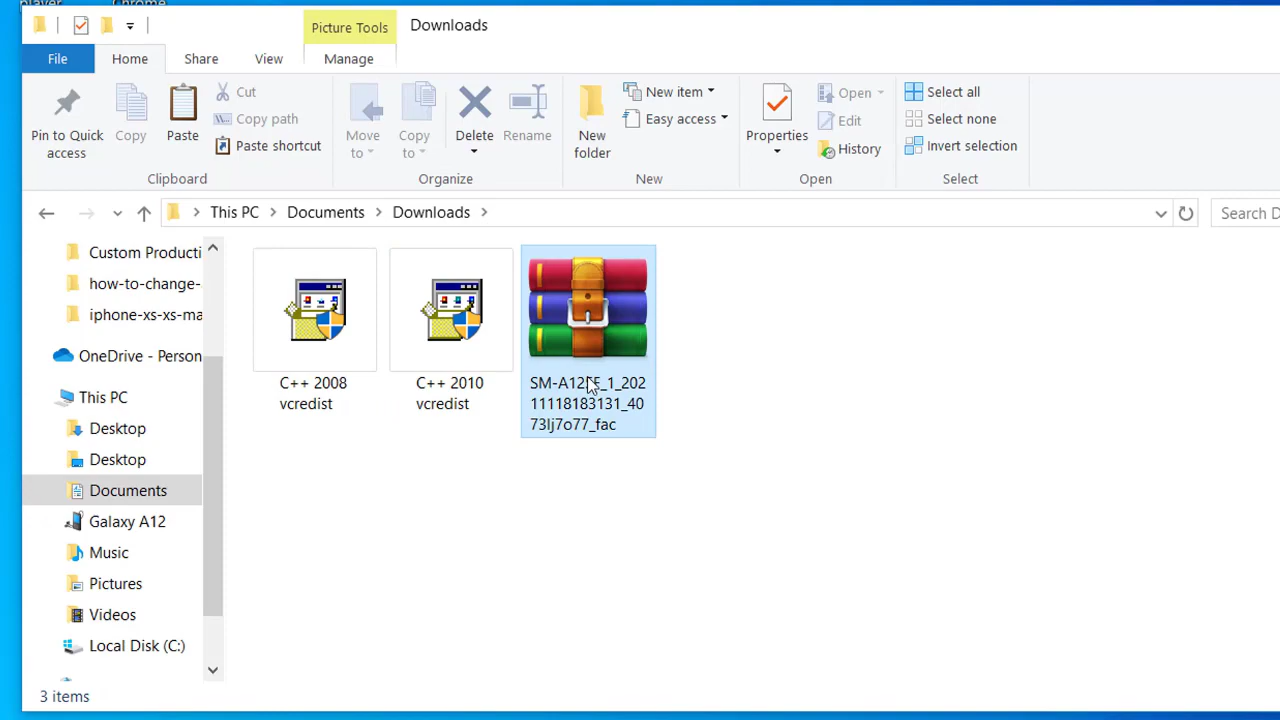 player Chrome
Picture Tools Downloads
File Home Share View Manage
Pin to Quick access
Copy
Paste
Cut
Copy path
Paste shortcut
Clipboard
Move to
Copy to
Delete
Rename
Organize
New folder
New item
Easy access
New
Properties
Open
Edit
History
Open
Select all
Select none
Invert selection
Select
This PC Documents Downloads
Search D
Custom Producti
how-to-change-
iphone-xs-xs-ma
OneDrive - Person
This PC
Desktop
Desktop
Documents
Galaxy A12
Music
Pictures
Videos
Local Disk (C:)
C++ 2008
vcredist
C++ 2010
vcredist
11118183131_40
73lj7o77_fac
3 items